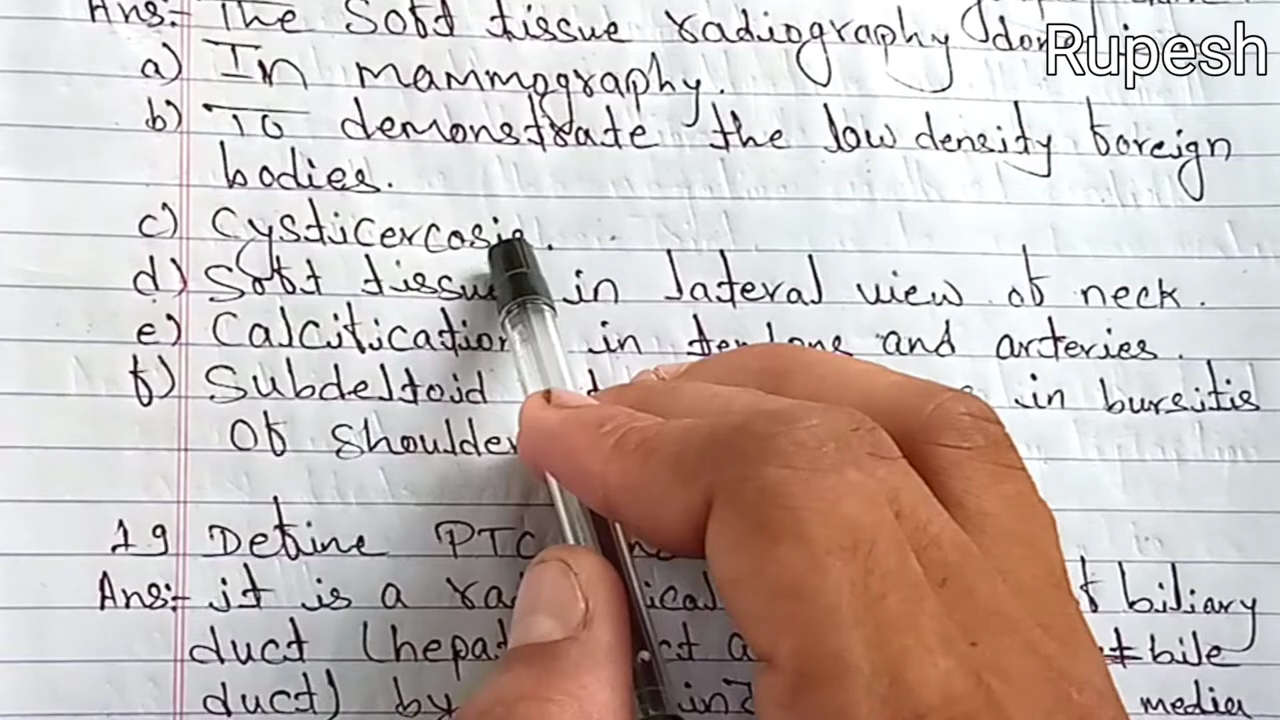 Ans:- The Soft tissue radiography
Rupesh
a) In mammography.
b) To demonstrate the low density foreign
bodies.
c) Cysticercosis.
d) Soft tissue in lateral view of neck.
e) Calcification in tendons and arteries.
f) Subdeltoid in bursitis
Of shoulder
19 Define PTC
Ans:- it is a of biliary
duct bile
duct) by media